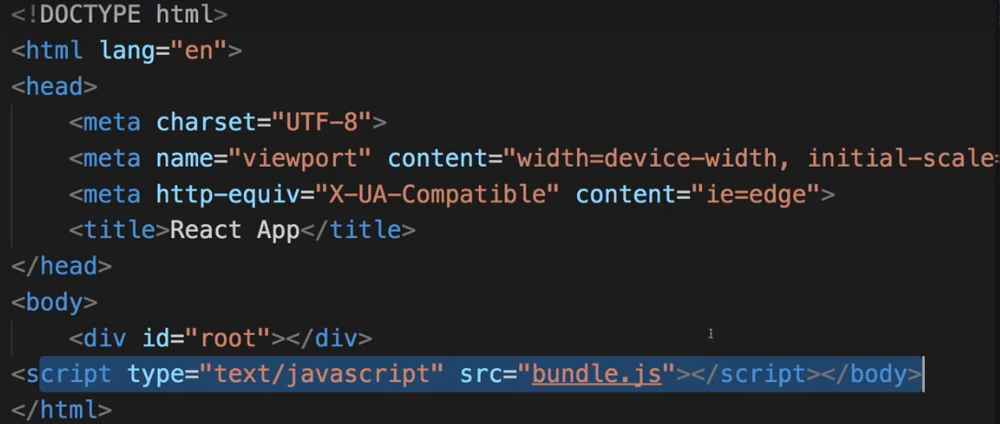 <!DOCTYPE html>
<html lang="en">
<head>
    <meta charset="UTF-8">
    <meta name="viewport" content="width=device-width, initial-scale=
    <meta http-equiv="X-UA-Compatible" content="ie=edge">
    <title>React App</title>
</head>
<body>
    <div id="root"></div>
<script type="text/javascript" src="bundle.js"></script></body>
</html>